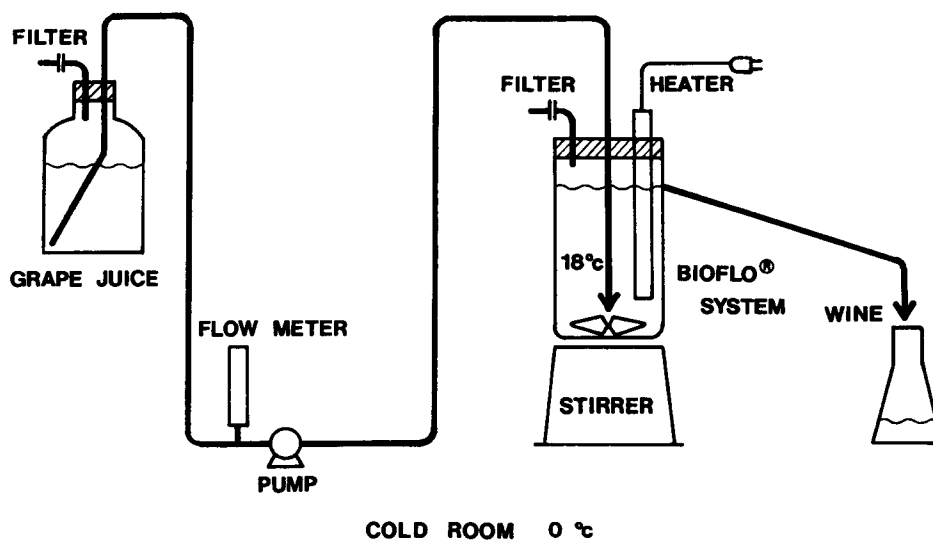 FILTER
GRAPE JUICE
FLOW METER
PUMP
FILTER
HEATER
18°c
BIOFLO®
SYSTEM
STIRRER
WINE
COLD ROOM 0 °c